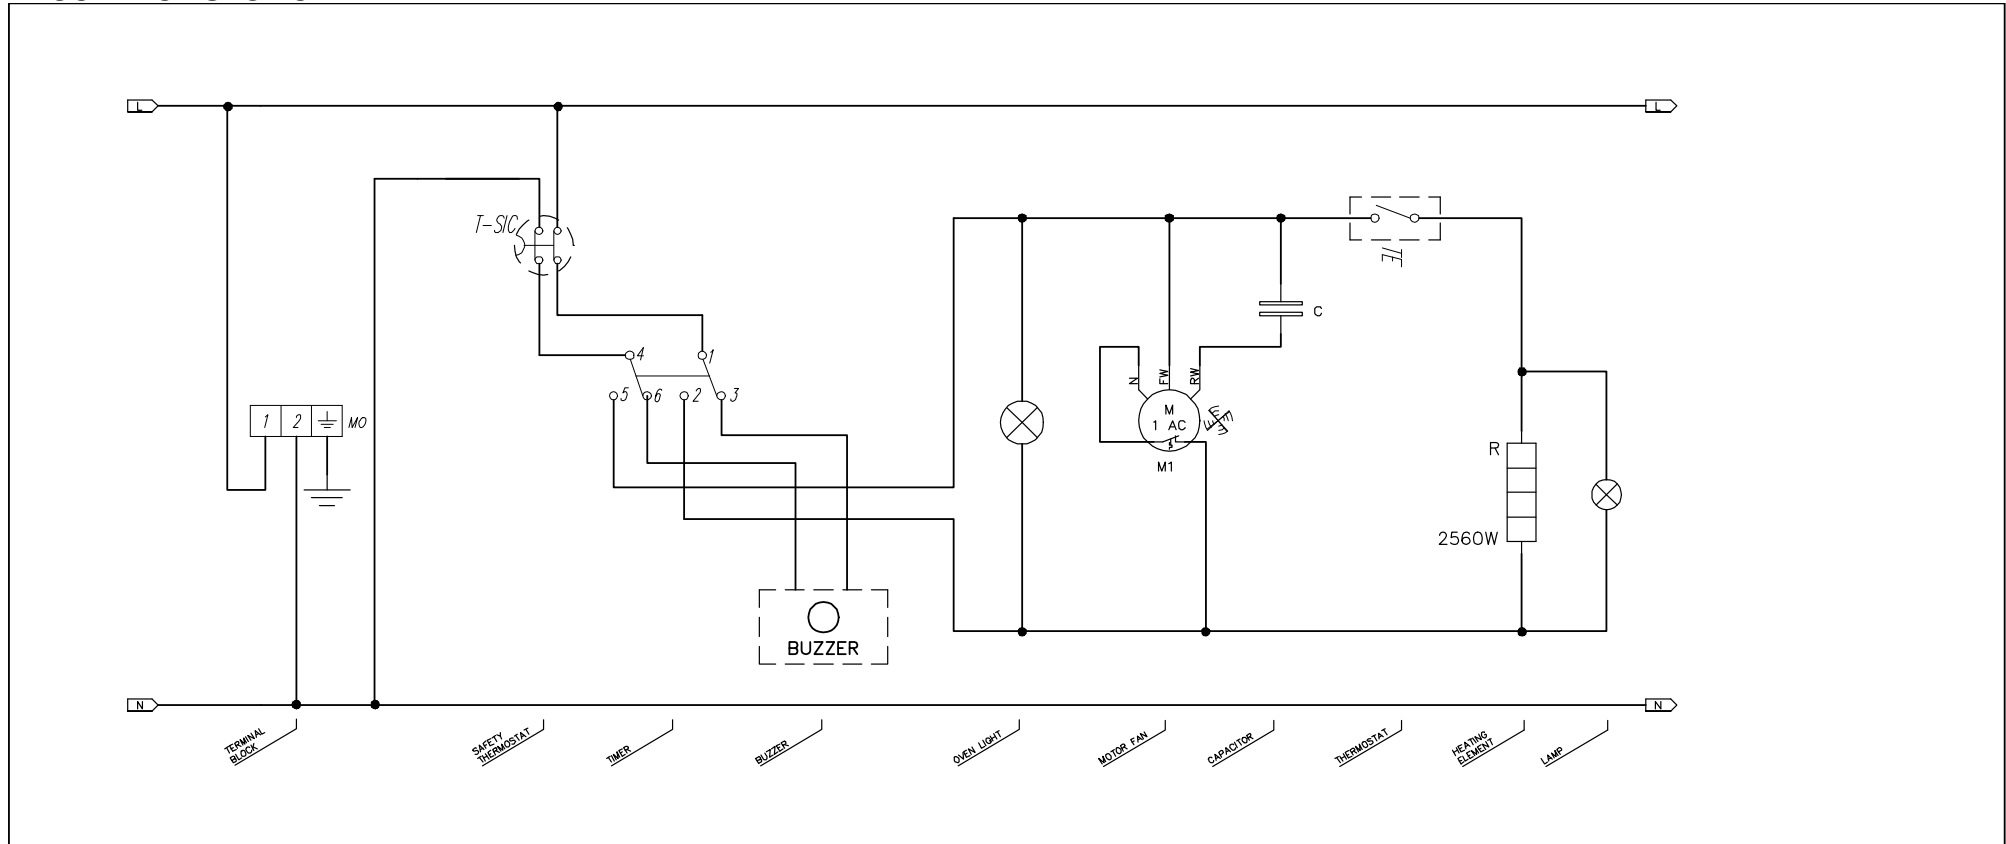 L
L
T-SIC
TE
C
4
1
5
6
2
3
N
FW
RW
M
1 AC
M1
1
2
MO
R
2560W
BUZZER
N
N
TERMINAL
BLOCK
SAFETY
THERMOSTAT
TIMER
BUZZER
OVEN LIGHT
MOTOR FAN
CAPACITOR
THERMOSTAT
HEATING
ELEMENT
LAMP